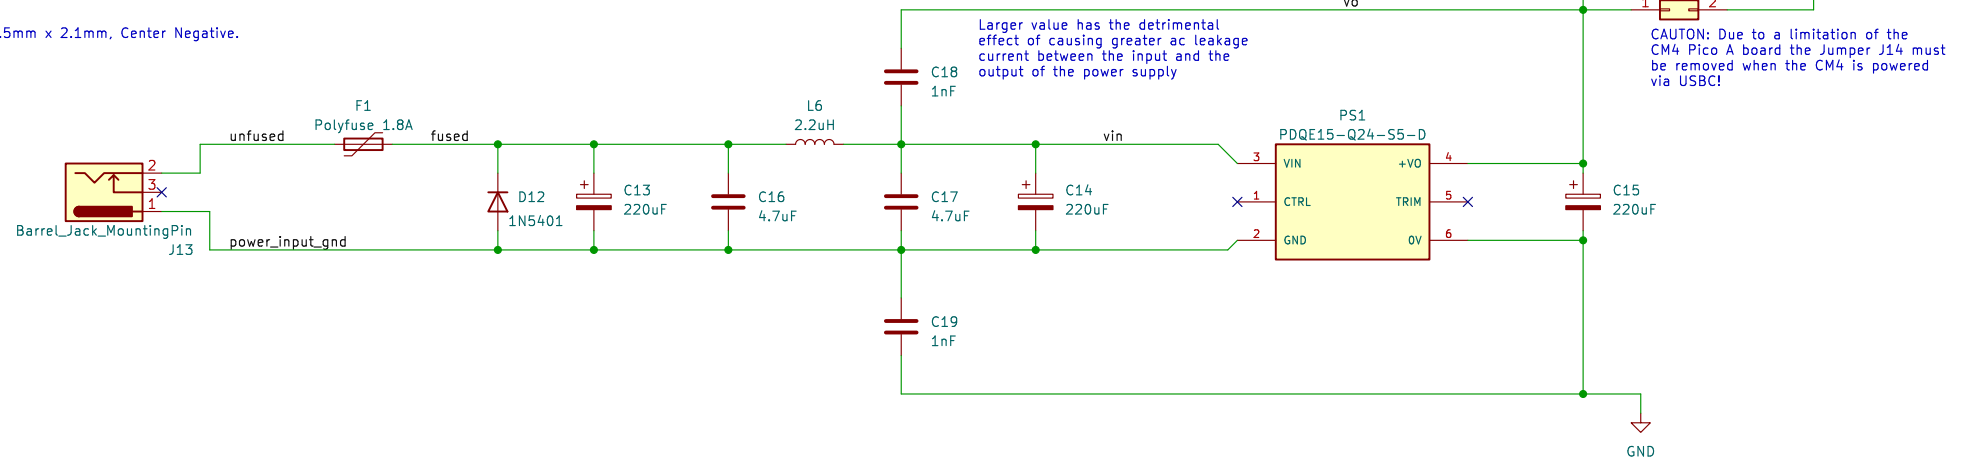 Vo
1
2
.5mm x 2.1mm, Center Negative.
Larger value has the detrimental
effect of causing greater ac leakage
current between the input and the
output of the power supply
CAUTON: Due to a limitation of the
CM4 Pico A board the Jumper J14 must
be removed when the CM4 is powered
via USBC!
C18
1nF
F1
Polyfuse 1.8A
unfused
fused
L6
2.2uH
vin
PS1
PDQE15-Q24-S5-D
3
VIN
+VO
4
1
CTRL
TRIM
5
2
GND
0V
6
2
3
1
Barrel_Jack_MountingPin
J13
power_input_gnd
D12
1N5401
+
C13
220uF
C16
4.7uF
C17
4.7uF
+
C14
220uF
+
C15
220uF
C19
1nF
GND